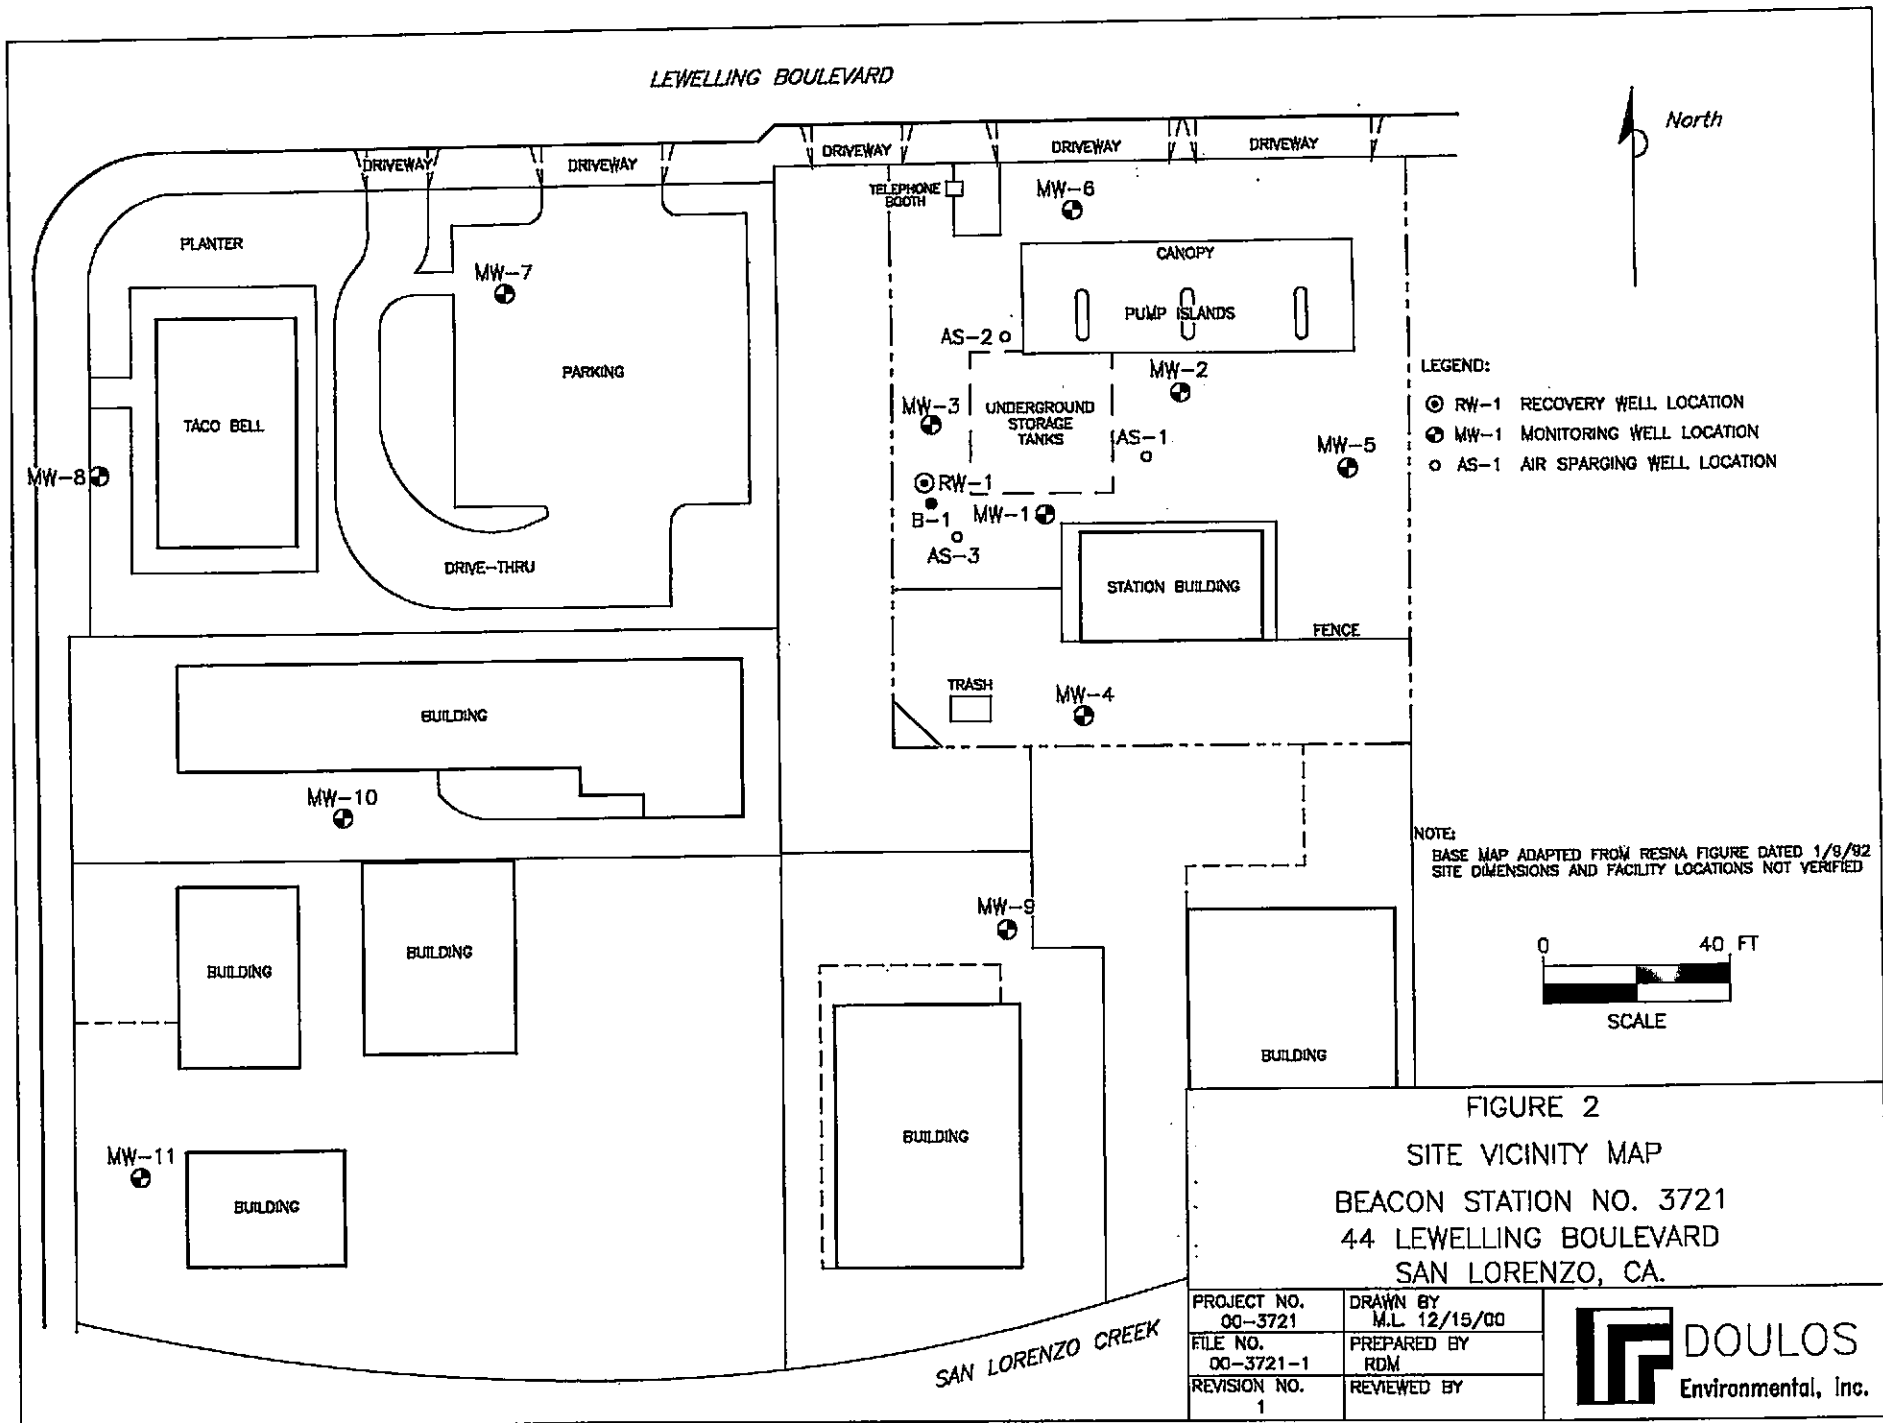 LEWELLING BOULEVARD
North
DRIVEWAY
DRIVEWAY
DRIVEWAY
DRIVEWAY
DRIVEWAY
TELEPHONE
BOOTH
MW-6
PLANTER
CANOPY
MW-7
PUMP ISLANDS
AS-2
PARKING
MW-2
LEGEND:
RW-1 RECOVERY WELL LOCATION
MW-1 MONITORING WELL LOCATION
AS-1 AIR SPARGING WELL LOCATION
MW-3
UNDERGROUND
STORAGE
TANKS
TACO BELL
AS-1
MW-5
MW-8
RW-1
B-1
MW-1
AS-3
DRIVE-THRU
STATION BUILDING
FENCE
TRASH
MW-4
BUILDING
MW-10
NOTE:
BASE MAP ADAPTED FROM RESNA FIGURE DATED 1/9/92
SITE DIMENSIONS AND FACILITY LOCATIONS NOT VERIFIED
MW-9
0 40 FT
SCALE
BUILDING
BUILDING
BUILDING
BUILDING
MW-11
BUILDING
SAN LORENZO CREEK
FIGURE 2
SITE VICINITY MAP
BEACON STATION NO. 3721
44 LEWELLING BOULEVARD
SAN LORENZO, CA.
PROJECT NO.
00-3721
DRAWN BY
M.L. 12/15/00
FILE NO.
00-3721-1
PREPARED BY
RDM
REVISION NO.
1
REVIEWED BY
DOULOS
Environmental, Inc.